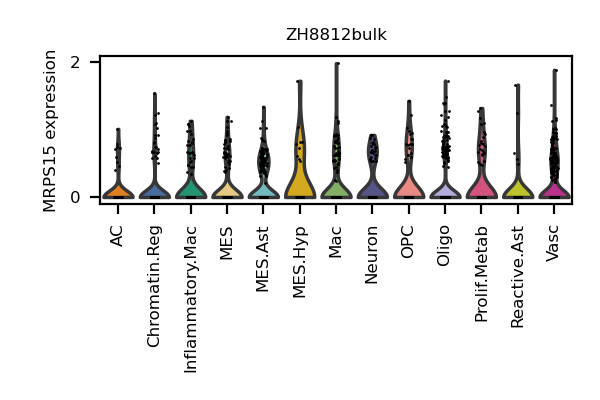 ZH8812bulk
MRPS15 expression
2
0
AC
Chromatin.Reg
Inflammatory.Mac
MES
MES.Ast
MES.Hyp
Mac
Neuron
OPC
Oligo
Prolif.Metab
Reactive.Ast
Vasc